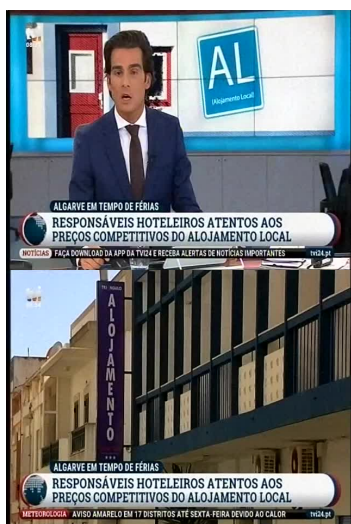 AL
(Alojamento Local)
ALGARVE EM TEMPO DE FÉRIAS
RESPONSÁVEIS HOTELEIROS ATENTOS AOS
PREÇOS COMPETITIVOS DO ALOJAMENTO LOCAL
NOTÍCIAS FAÇA DOWNLOAD DA APP DA TVI24 E RECEBA ALERTAS DE NOTÍCIAS IMPORTANTES tvi24.pt
ALOJAMENTO
ALGARVE EM TEMPO DE FÉRIAS
RESPONSÁVEIS HOTELEIROS ATENTOS AOS
PREÇOS COMPETITIVOS DO ALOJAMENTO LOCAL
METEOROLOGIA AVISO AMARELO EM 17 DISTRITOS ATÉ SEXTA-FEIRA DEVIDO AO CALOR tvi24.pt